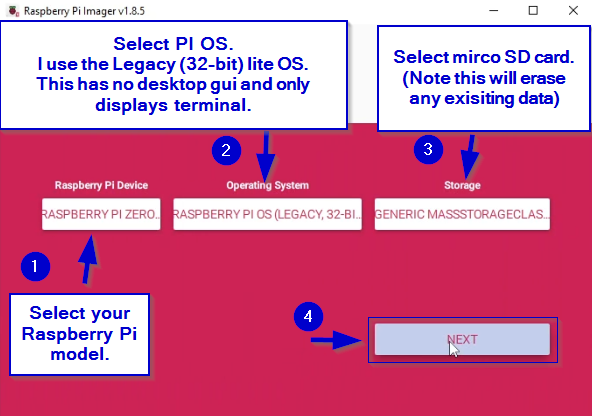 Raspberry Pi Imager v1.8.5
Select PI OS.
I use the Legacy (32-bit) lite OS.
This has no desktop gui and only
displays terminal.
Select mirco SD card.
(Note this will erase
any exisiting data)
2
3
Raspberry Pi Device
Operating System
Storage
RASPBERRY PI ZERO...
RASPBERRY PI OS (LEGACY, 32-BI...
GENERIC MASSSTORAGECLAS...
1
Select your
Raspberry Pi
model.
4
NEXT